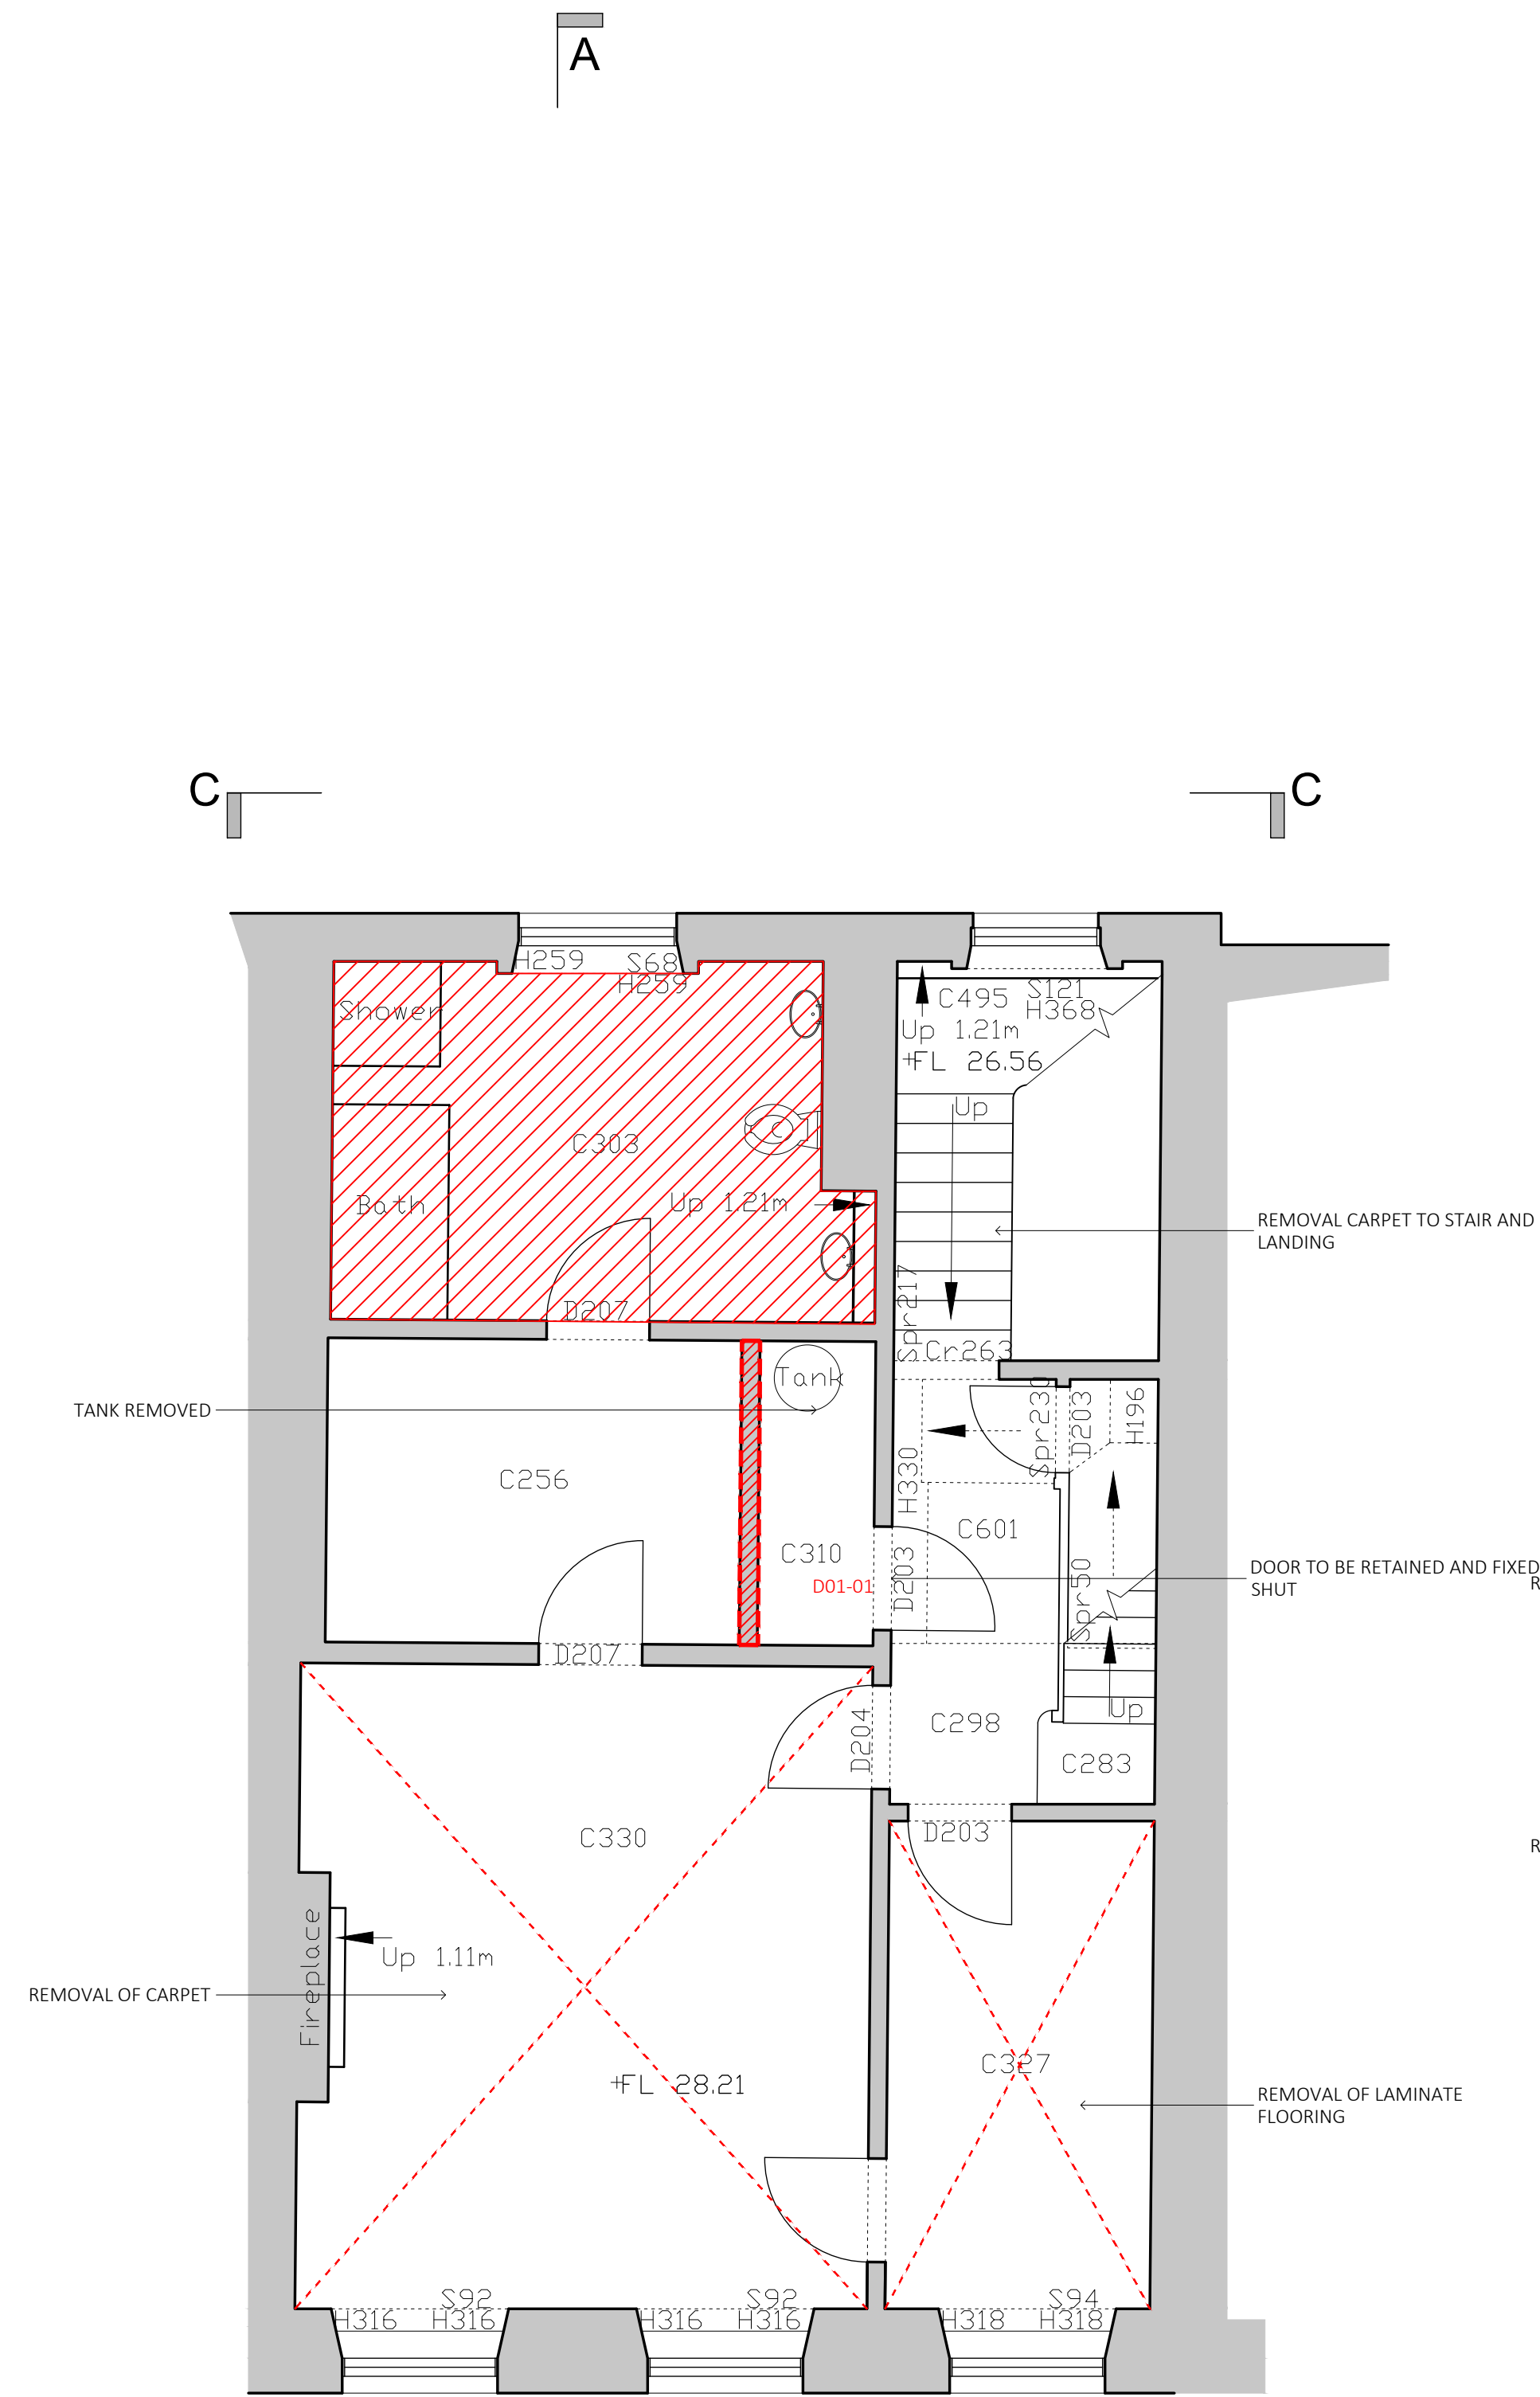 A
C
C
H259
S68
H259
Shower
C303
Bath
Up 1.21m
D207
C495
S121
H368
Up 1.21m
+FL 26.56
Up
REMOVAL CARPET TO STAIR AND
LANDING
Spr217
Cr263
Tank
TANK REMOVED
C256
C310
D01-01
D203
H330
C601
Spr230
D203
H196
Spr50
DOOR TO BE RETAINED AND FIXED
SHUT
R
D207
D204
C298
Up
C283
D203
C330
R
Fireplace
Up 1.11m
REMOVAL OF CARPET
+FL 28.21
C327
REMOVAL OF LAMINATE
FLOORING
S92
H316 H316
S92
H316 H316
S94
H318 H318